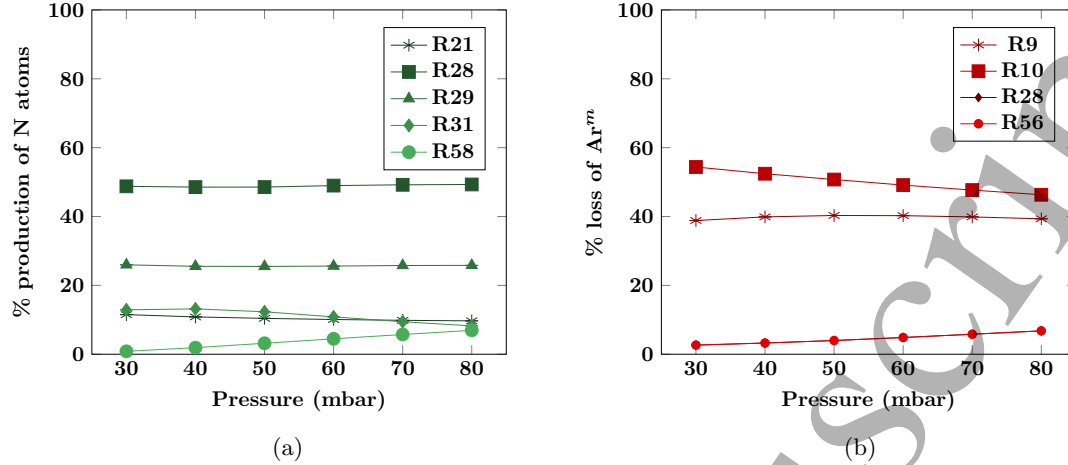 100
80
60
40
20
0
30 40 50 60 70 80
Pressure (mbar)
% production of N atoms
R21
R28
R29
R31
R58
(a)
100
80
60
40
20
0
30 40 50 60 70 80
Pressure (mbar)
% loss of Ar^m
R9
R10
R28
R56
(b)
scrip